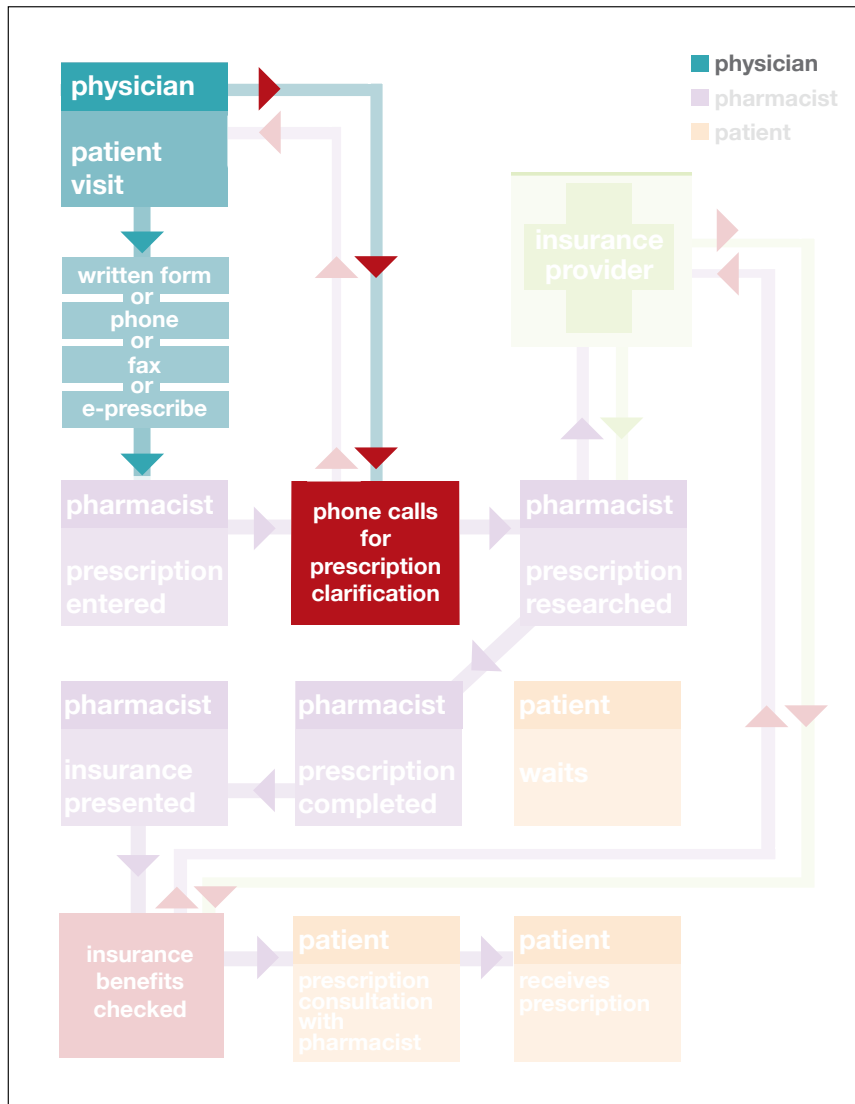 physician
patient
visit
written form
or
phone
or
fax
or
e-prescribe
physician
pharmacist
patient
insurance
provider
pharmacist
prescription
entered
phone calls
for
prescription
clarification
pharmacist
prescription
researched
pharmacist
insurance
presented
pharmacist
prescription
completed
patient
waits
insurance
benefits
checked
patient
prescription
consultation
with
pharmacist
patient
receives
prescription